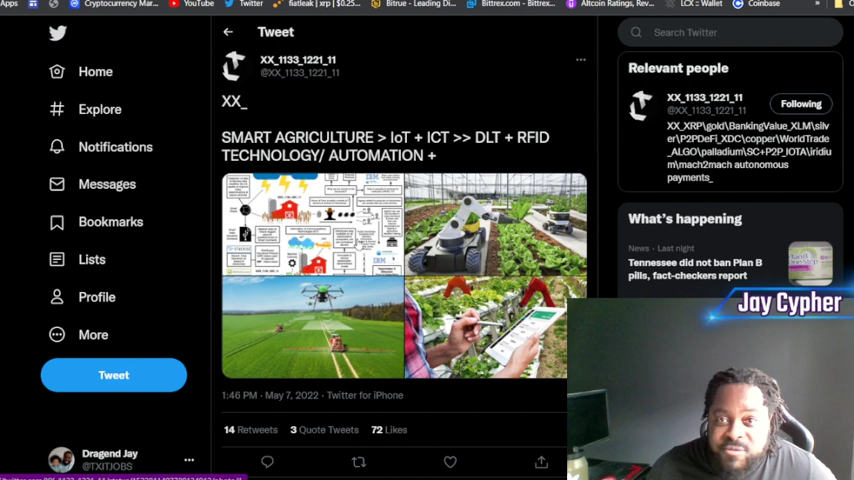 Apps
Cryptocurrency Mar...
YouTube
Twitter
fiatleak | xrp | $0.25...
Bitrue - Leading Di...
Bittrex.com - Bittrex...
Altcoin Ratings, Rev...
LCX :: Wallet
Coinbase
»
Home
Explore
Notifications
Messages
Bookmarks
Lists
Profile
More
Tweet
Dragend Jay
@TXITJOBS
Tweet
XX_1133_1221_11
@XX_1133_1221_11
XX_
SMART AGRICULTURE > IoT + ICT >> DLT + RFID
TECHNOLOGY/ AUTOMATION +
IBM
1:46 PM · May 7, 2022 · Twitter for iPhone
14 Retweets 3 Quote Tweets 72 Likes
Search Twitter
Relevant people
XX_1133_1221_11
@XX_1133_1221_11
Following
XX_XRP\gold\BankingValue_XLM\silv
er\P2PDeFi_XDC\copper\WorldTrade
_ALGO\palladium\SC+P2P_IOTA\iridiu
m\mach2mach autonomous
payments_
What's happening
News · Last night
Tennessee did not ban Plan B
pills, fact-checkers report
Jay Cypher